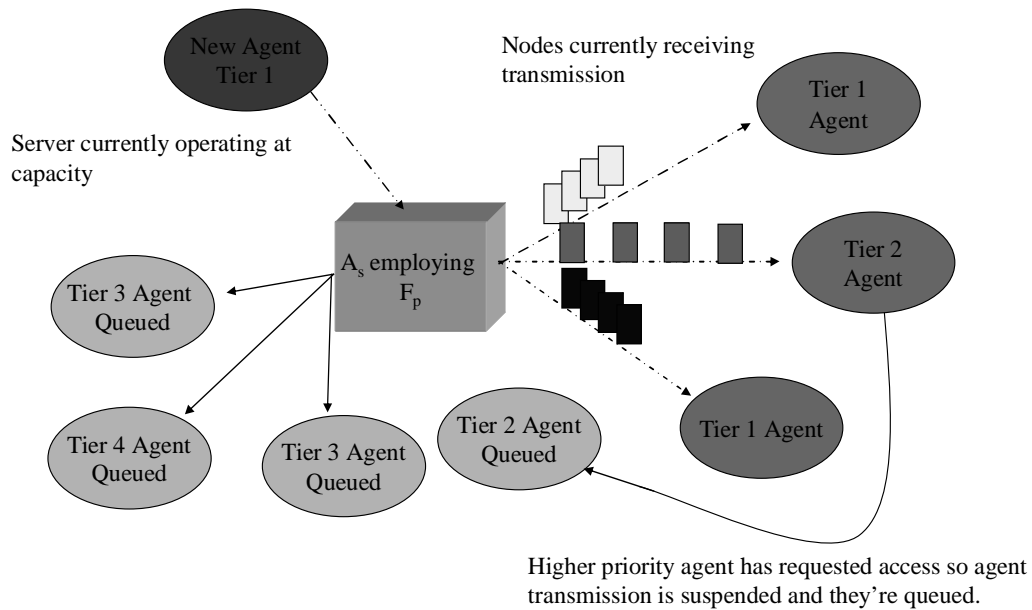 New Agent
Tier 1
Nodes currently receiving
transmission
Tier 1
Agent
Server currently operating at
capacity
A_s employing
F_p
Tier 2
Agent
Tier 3 Agent
Queued
Tier 4 Agent
Queued
Tier 3 Agent
Queued
Tier 2 Agent
Queued
Tier 1 Agent
Higher priority agent has requested access so agent
transmission is suspended and they're queued.